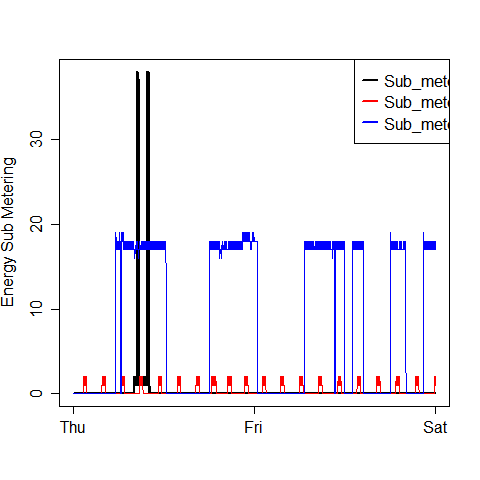 Sub_mete
Sub_mete
Sub_mete
Energy Sub Metering
30
20
10
0
Thu Fri Sat